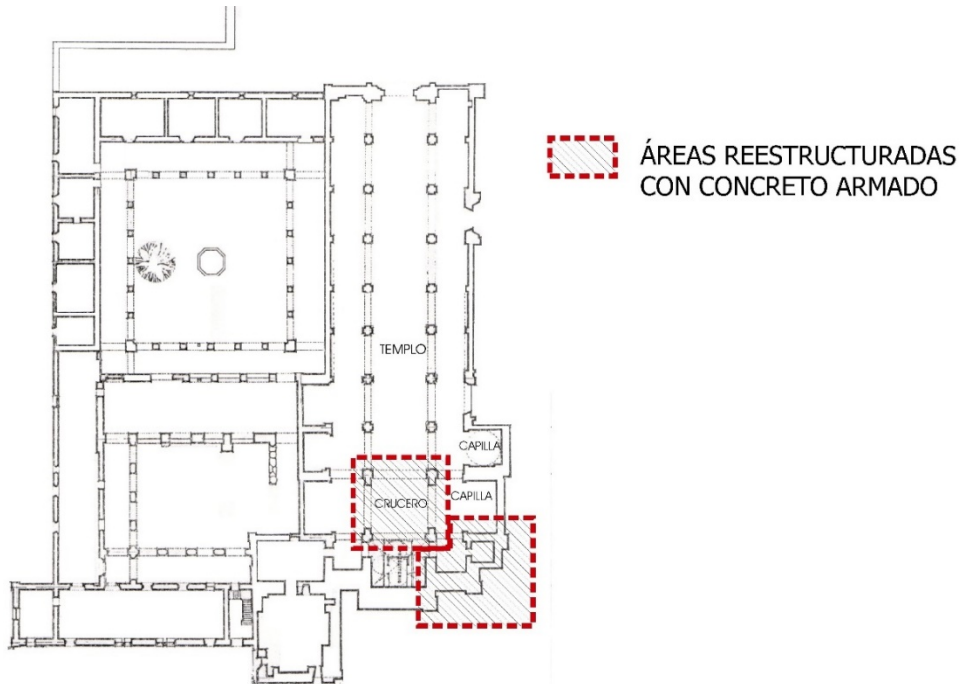 ÁREAS REESTRUCTURADAS
CON CONCRETO ARMADO
TEMPLO
CAPILLA
CAPILLA
CRUCERO